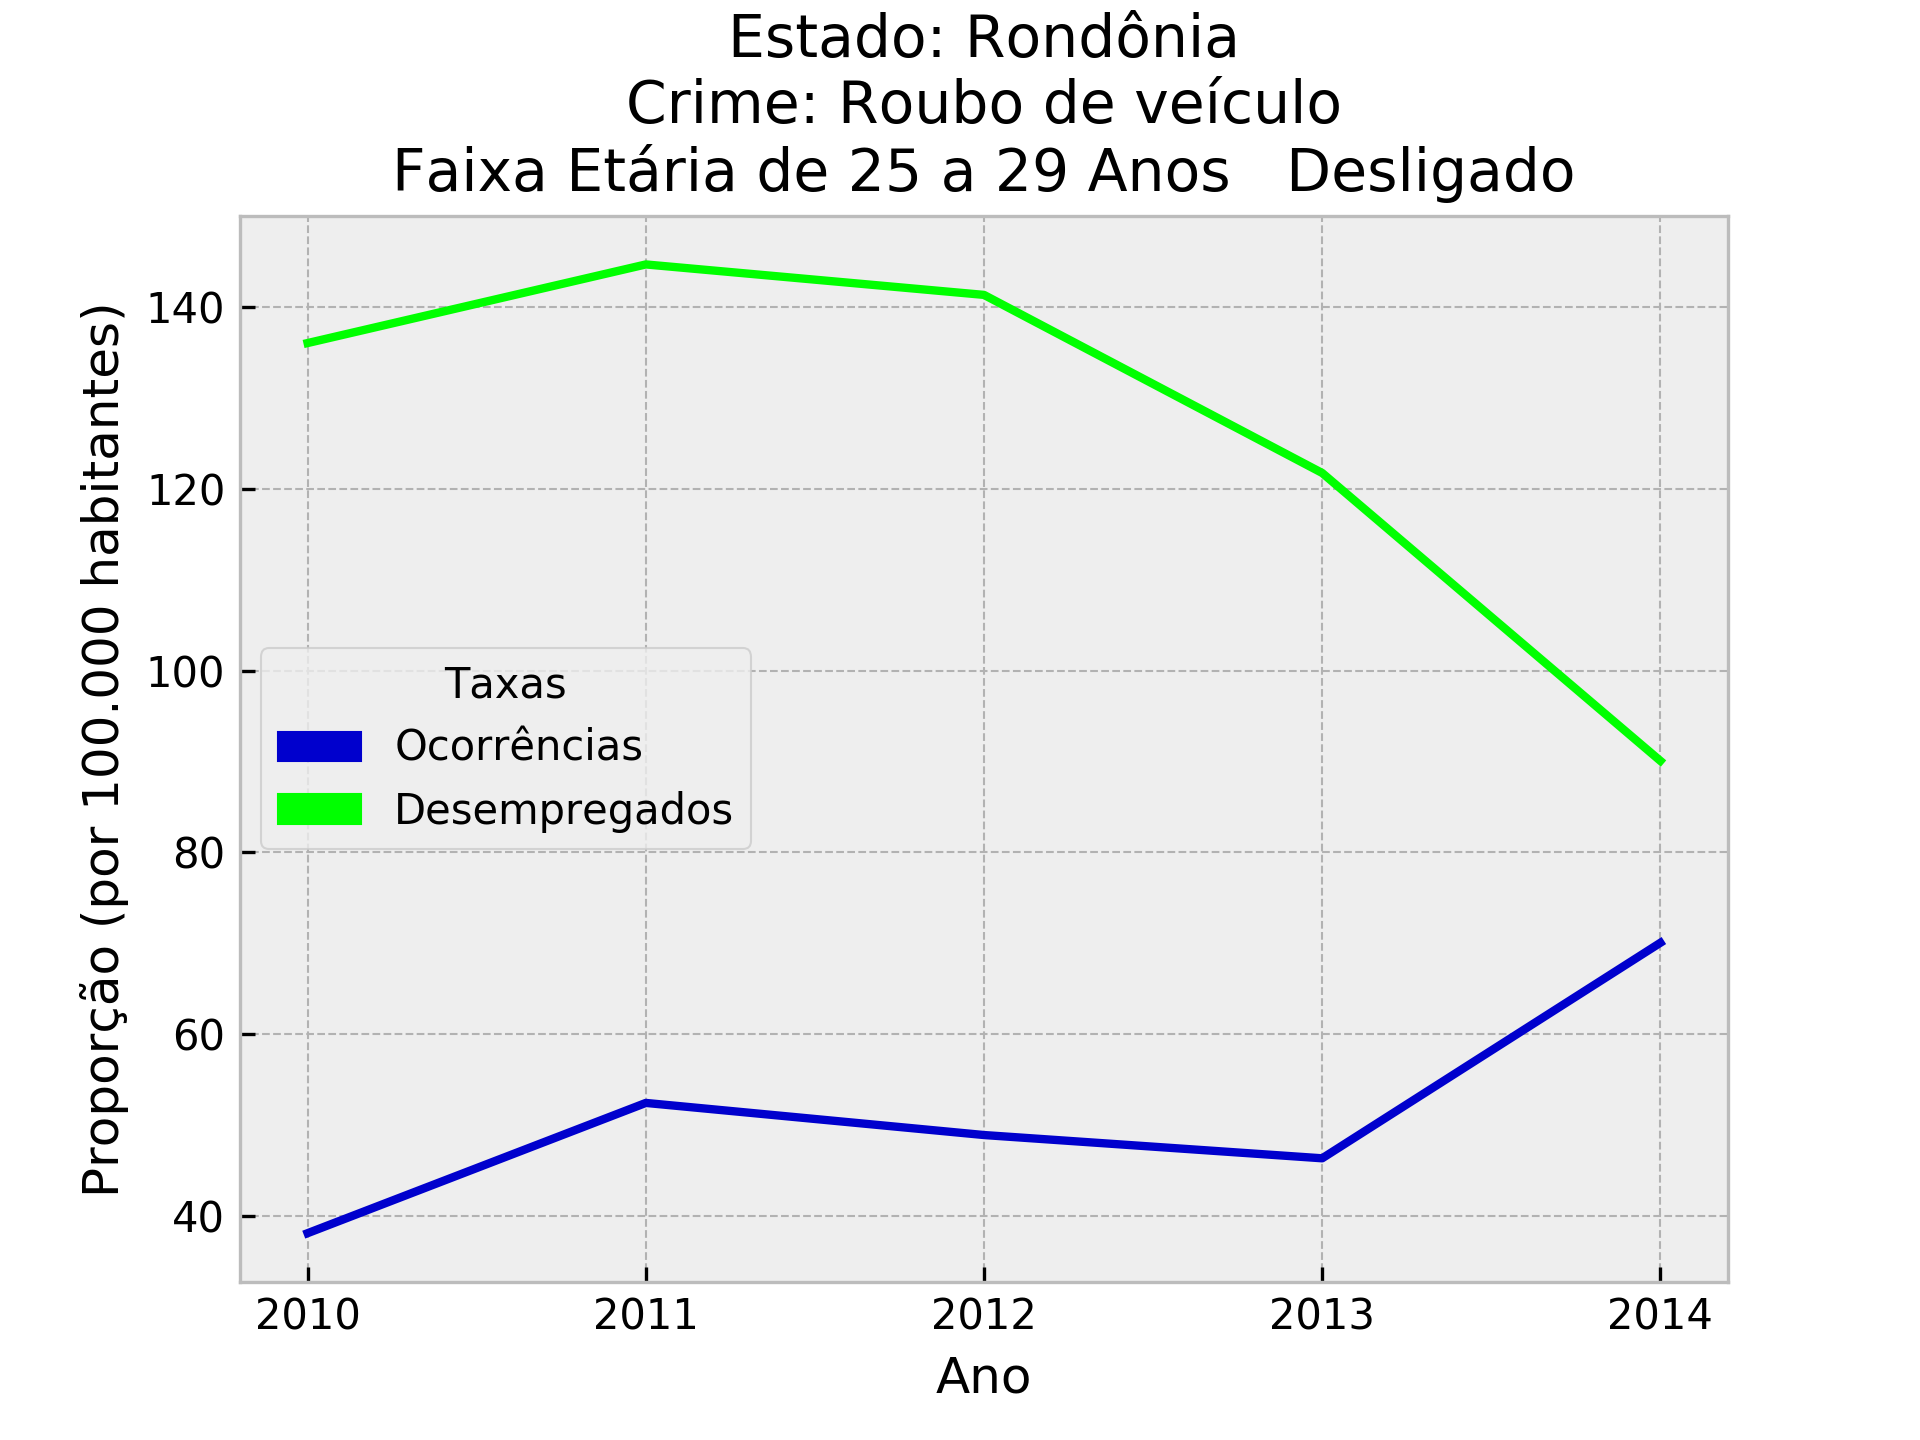 Estado: Rondônia
Crime: Roubo de veículo
Faixa Etária de 25 a 29 Anos   Desligado
Proporção (por 100.000 habitantes)
140
120
100
80
60
40
Taxas
Ocorrências
Desempregados
2010 2011 2012 2013 2014
Ano